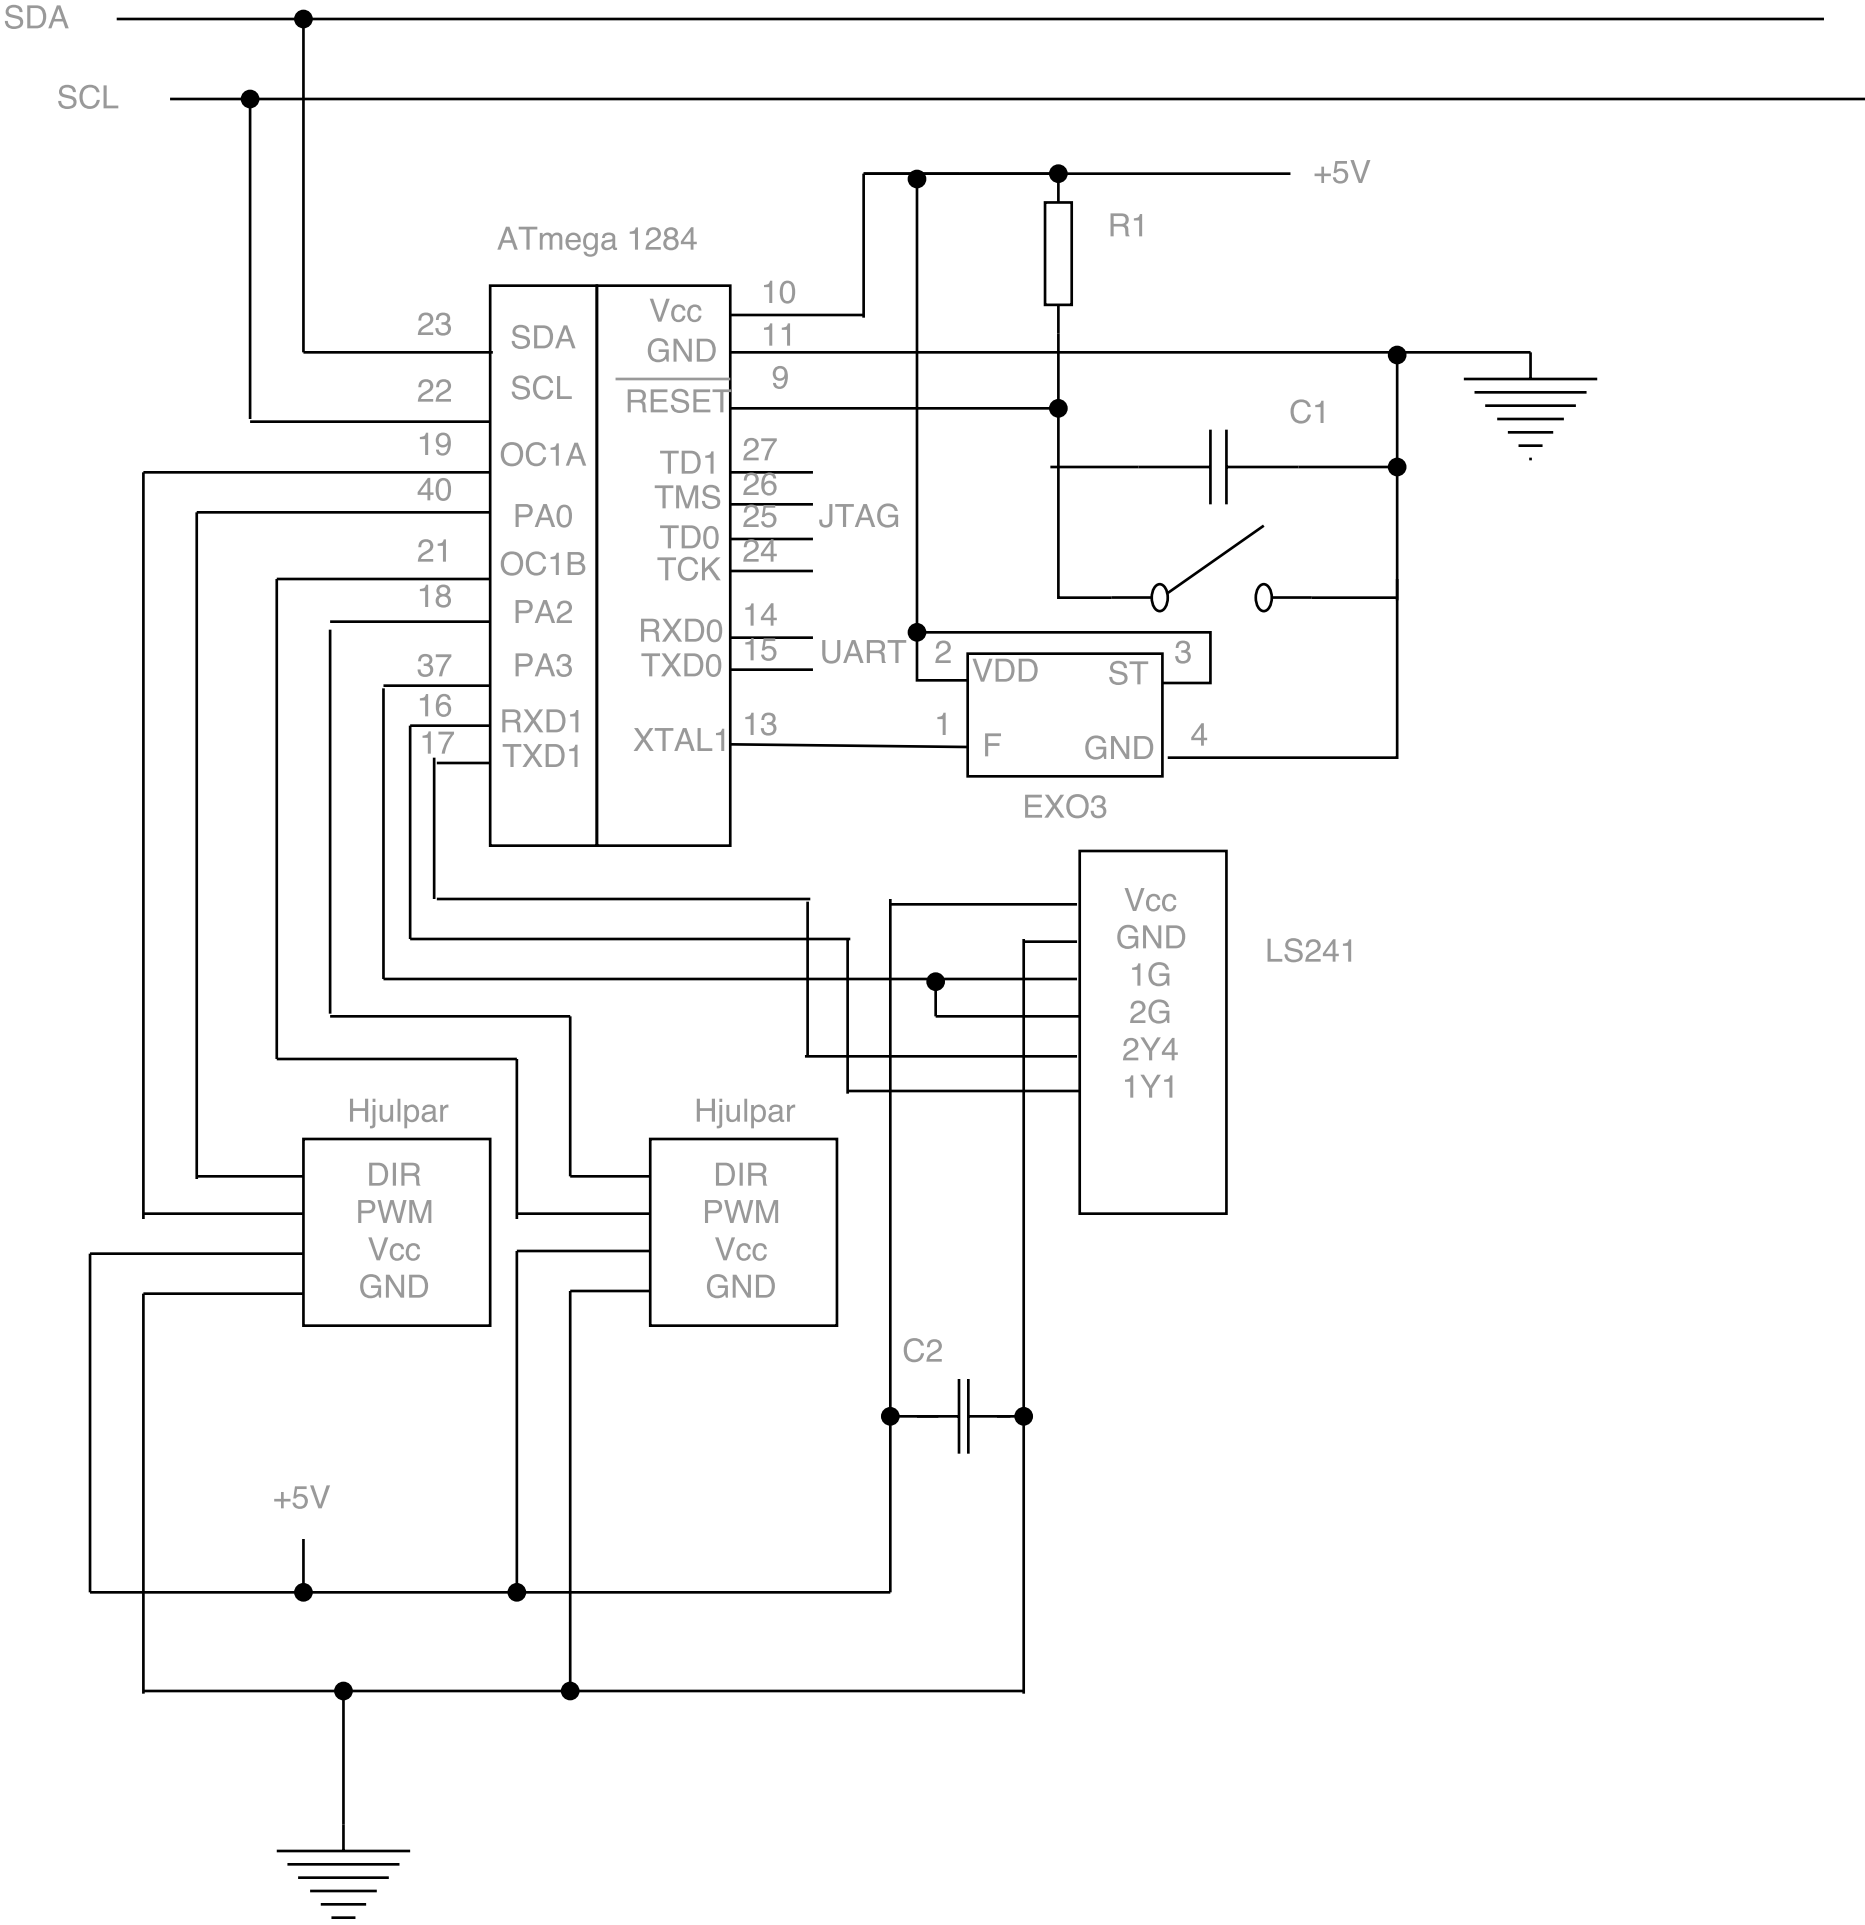 SDA
SCL
+5V
R1
ATmega 1284
10
Vcc
23
SDA
11
GND
9
RESET
22
SCL
C1
19
OC1A
27
TD1
26
TMS
40
PA0
25
JTAG
TD0
21
OC1B
24
TCK
18
PA2
14
RXD0
15
UART
TXD0
37
PA3
2
VDD
3
ST
16
RXD1
17
TXD1
13
XTAL1
1
F
4
GND
EXO3
Vcc
GND
LS241
1G
2G
2Y4
1Y1
Hjulpar
DIR
PWM
Vcc
GND
Hjulpar
DIR
PWM
Vcc
GND
C2
+5V